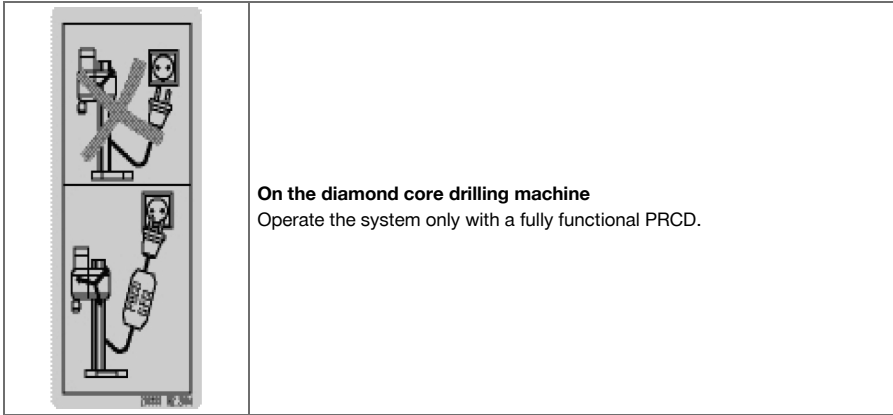 On the diamond core drilling machine
Operate the system only with a fully functional PRCD.